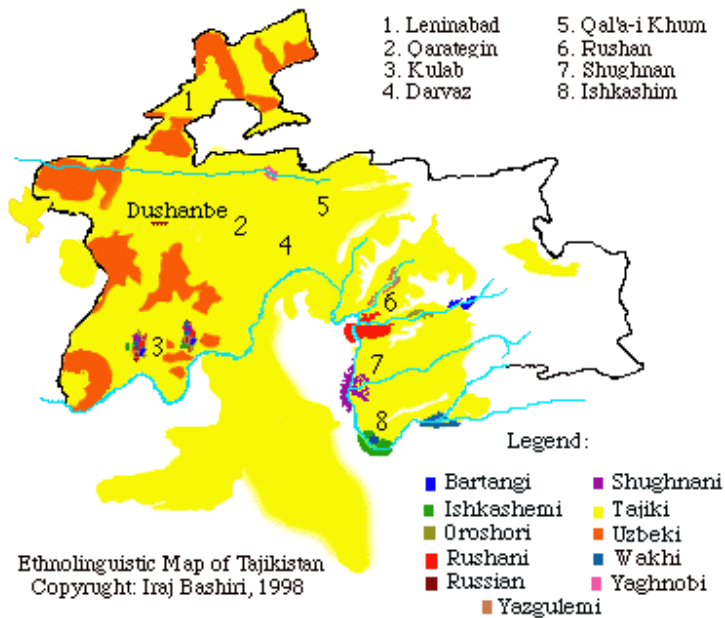 1. Leninabad
2. Qarategin
3. Kulab
4. Darvaz
5. Qal'a-i Khum
6. Rushan
7. Shughnan
8. Ishkashim
1
Dushanbe
2
5
4
6
3
7
8
Legend:
Bartangi
Ishkashemi
Oroshori
Rushani
Russian
Yazgulemi
Shughnani
Tajiki
Uzbeki
Wakhi
Yaghnobi
Ethnolinguistic Map of Tajikistan
Copyrught: Iraj Bashiri, 1998